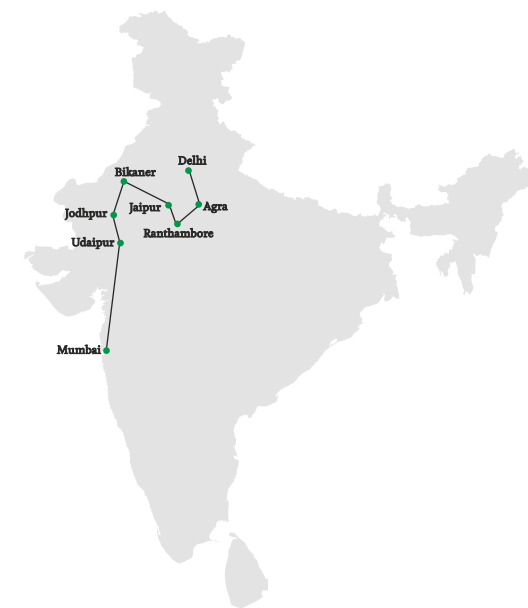 Delhi
Bikaner
Jaipur
Agra
Jodhpur
Ranthambore
Udaipur
Mumbai